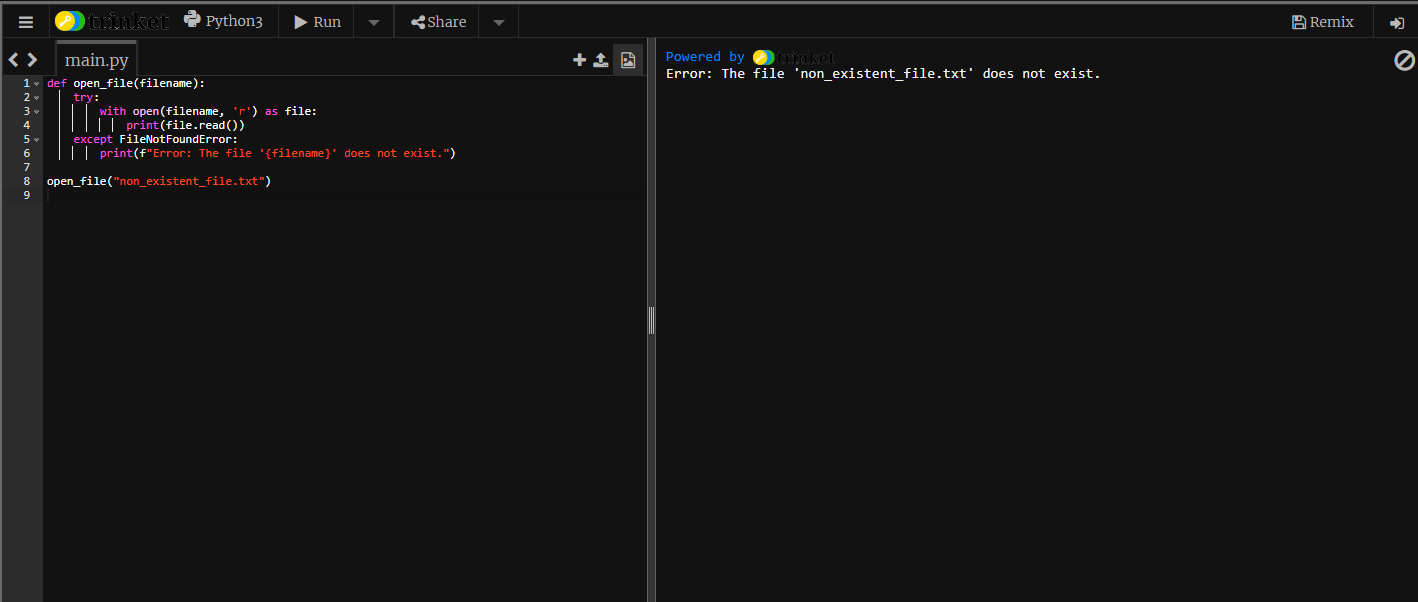 trinket Python3 Run Share Remix
main.py
1 def open_file(filename):
2     try:
3         with open(filename, 'r') as file:
4             print(file.read())
5     except FileNotFoundError:
6         print(f"Error: The file '{filename}' does not exist.")
7
8 open_file("non_existent_file.txt")
9
Powered by trinket
Error: The file 'non_existent_file.txt' does not exist.